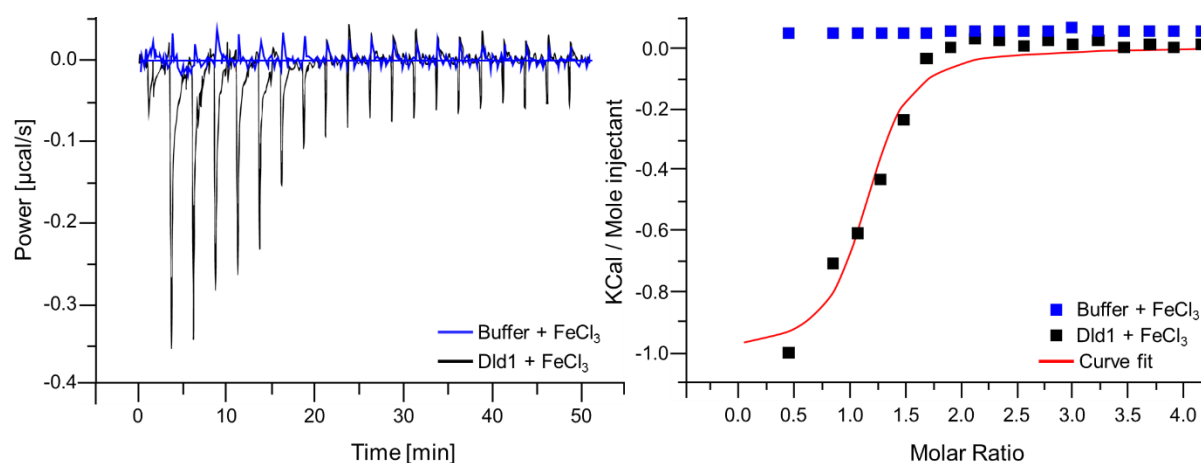 Power [µcal/s]
0.0
-0.1
-0.2
-0.3
-0.4
Buffer + FeCl3
Dld1 + FeCl3
0 10 20 30 40 50
Time [min]
KCal / Mole injectant
0.0
-0.2
-0.4
-0.6
-0.8
-1.0
Buffer + FeCl3
Dld1 + FeCl3
Curve fit
0.0 0.5 1.0 1.5 2.0 2.5 3.0 3.5 4.0
Molar Ratio